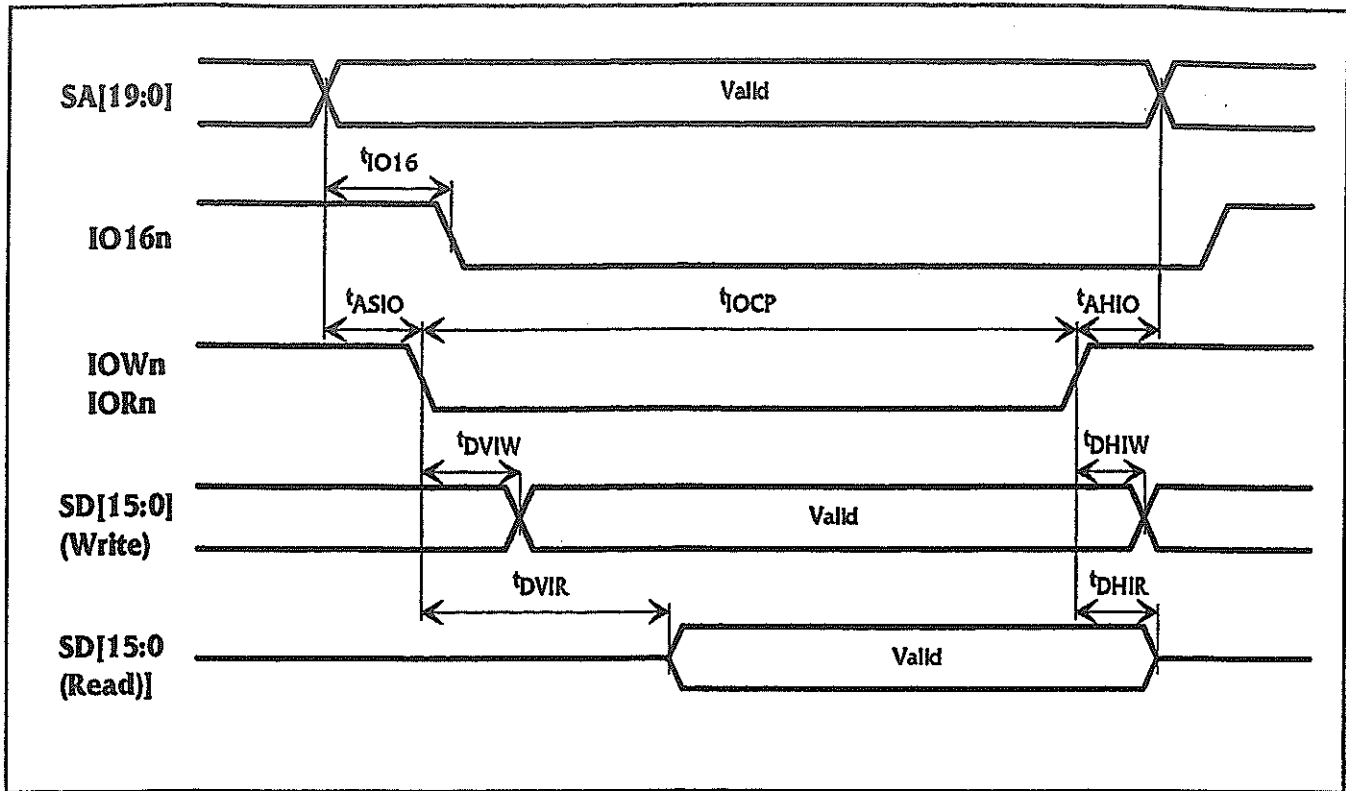 SA[19:0]
Valid
tIO16
IO16n
tASIO
tIOCP
tAHIO
IOWn
IORn
tDVIW
tDHIW
SD[15:0]
(Write)
Valid
tDVIR
tDHIR
SD[15:0
(Read)]
Valid